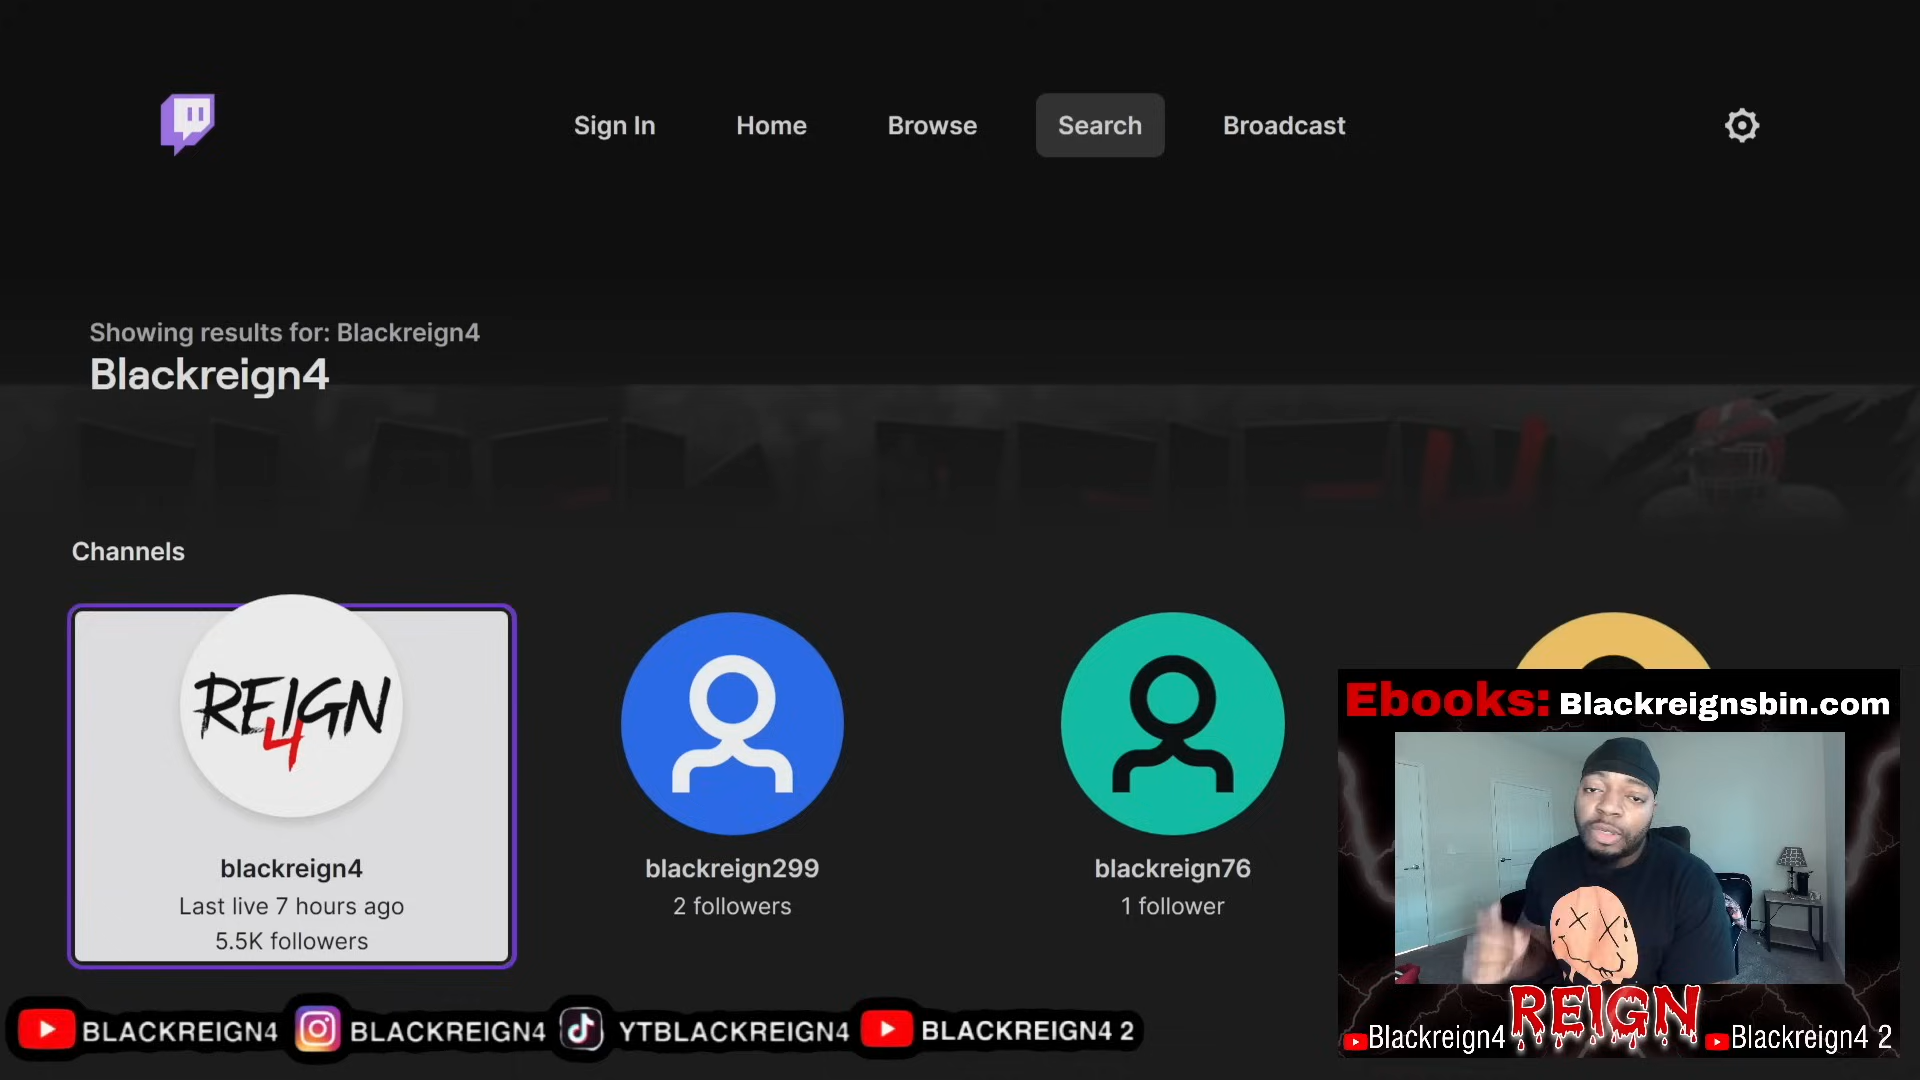 Sign In
Home
Browse
Search
Broadcast
Showing results for: Blackreign4
Blackreign4
Channels
REIGN
4
blackreign4
Last live 7 hours ago
5.5K followers
blackreign299
2 followers
blackreign76
1 follower
Ebooks: Blackreignsbin.com
REIGN
Blackreign4
Blackreign4 2
BLACKREIGN4
BLACKREIGN4
YTBLACKREIGN4
BLACKREIGN4 2